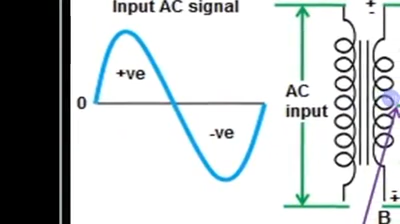 Input AC signal
+ve
0
-ve
AC
input
+
-
-
+
B